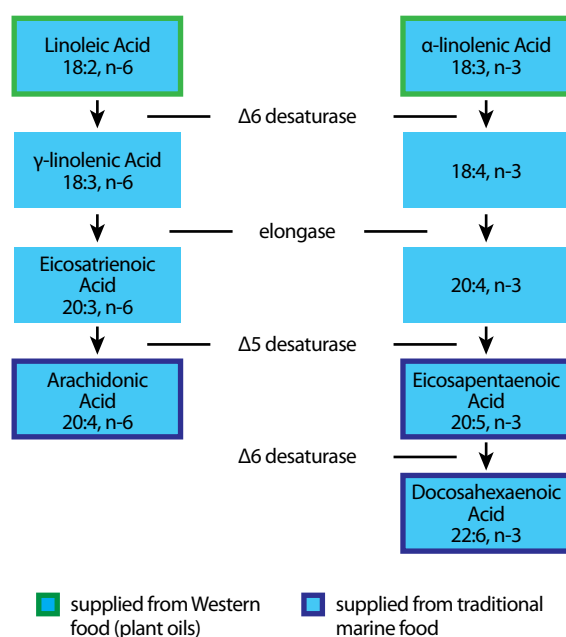 Linoleic Acid
18:2, n-6
α-linolenic Acid
18:3, n-3
Δ6 desaturase
γ-linolenic Acid
18:3, n-6
18:4, n-3
elongase
Eicosatrienoic
Acid
20:3, n-6
20:4, n-3
Δ5 desaturase
Arachidonic
Acid
20:4, n-6
Eicosapentaenoic
Acid
20:5, n-3
Δ6 desaturase
Docosahexaenoic
Acid
22:6, n-3
supplied from Western
food (plant oils)
supplied from traditional
marine food